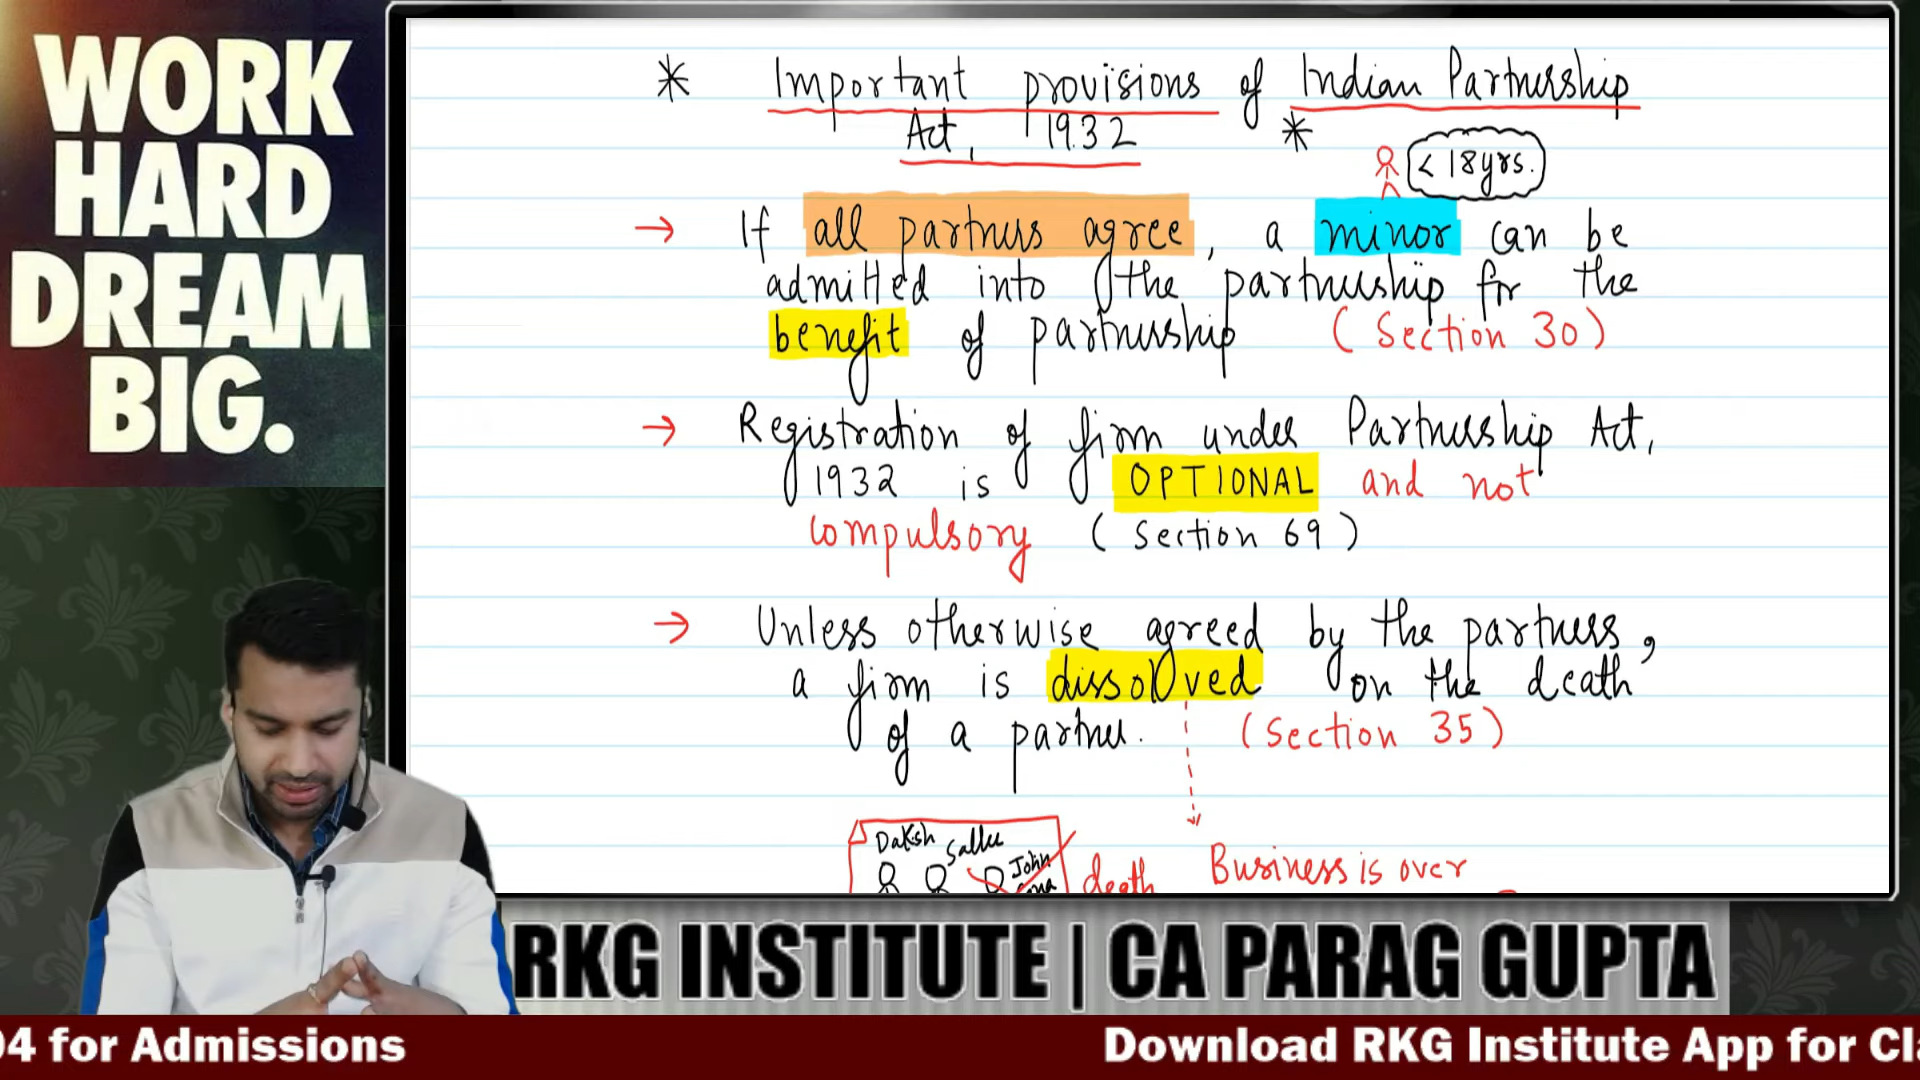 WORK
HARD
DREAM
BIG.
* Important provisions of Indian Partnership
Act, 1932 *
< 18yrs.
→ If all partners agree, a minor can be
admitted into the partnership for the
benefit of partnership (Section 30)
→ Registration of firm under Partnership Act,
1932 is OPTIONAL and not
compulsory (Section 69)
→ Unless otherwise agreed by the partners,
a firm is dissolved on the death
of a partner. (Section 35)
Daksh Sallu John
death Business is over
RKG INSTITUTE | CA PARAG GUPTA
04 for Admissions Download RKG Institute App for Cla